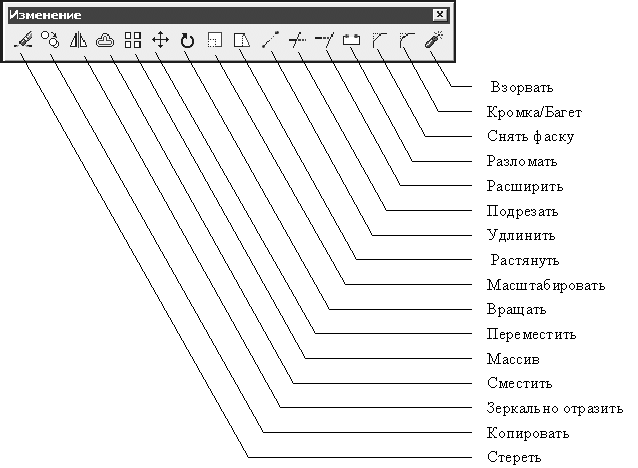 Изменение
Взорвать
Кромка/Багет
Снять фаску
Разломать
Расширить
Подрезать
Удлинить
Растянуть
Масштабировать
Вращать
Переместить
Массив
Сместить
Зеркально отразить
Копировать
Стереть